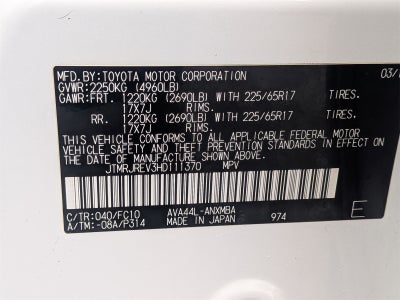 MFD.BY:TOYOTA MOTOR CORPORATION 03/1
GVWR:2250KG (4960LB)
GAWR:FRT. 1220KG (2690LB) WITH 225/65R17 TIRES.
17X7J RIMS.
RR. 1220KG (2690LB) WITH 225/65R17 TIRES.
17X7J RIMS.
THIS VEHICLE CONFORMS TO ALL APPLICABLE FEDERAL MOTOR
VEHICLE SAFETY STANDARDS IN EFFECT ON THE DATE OF
MANUFACTURE SHOWN ABOVE.
JTMRJREV3HD111370 MPV
C/TR:040/FC10 AVA44L-ANXMBA
A/TM:-08A/P314 MADE IN JAPAN 974 E